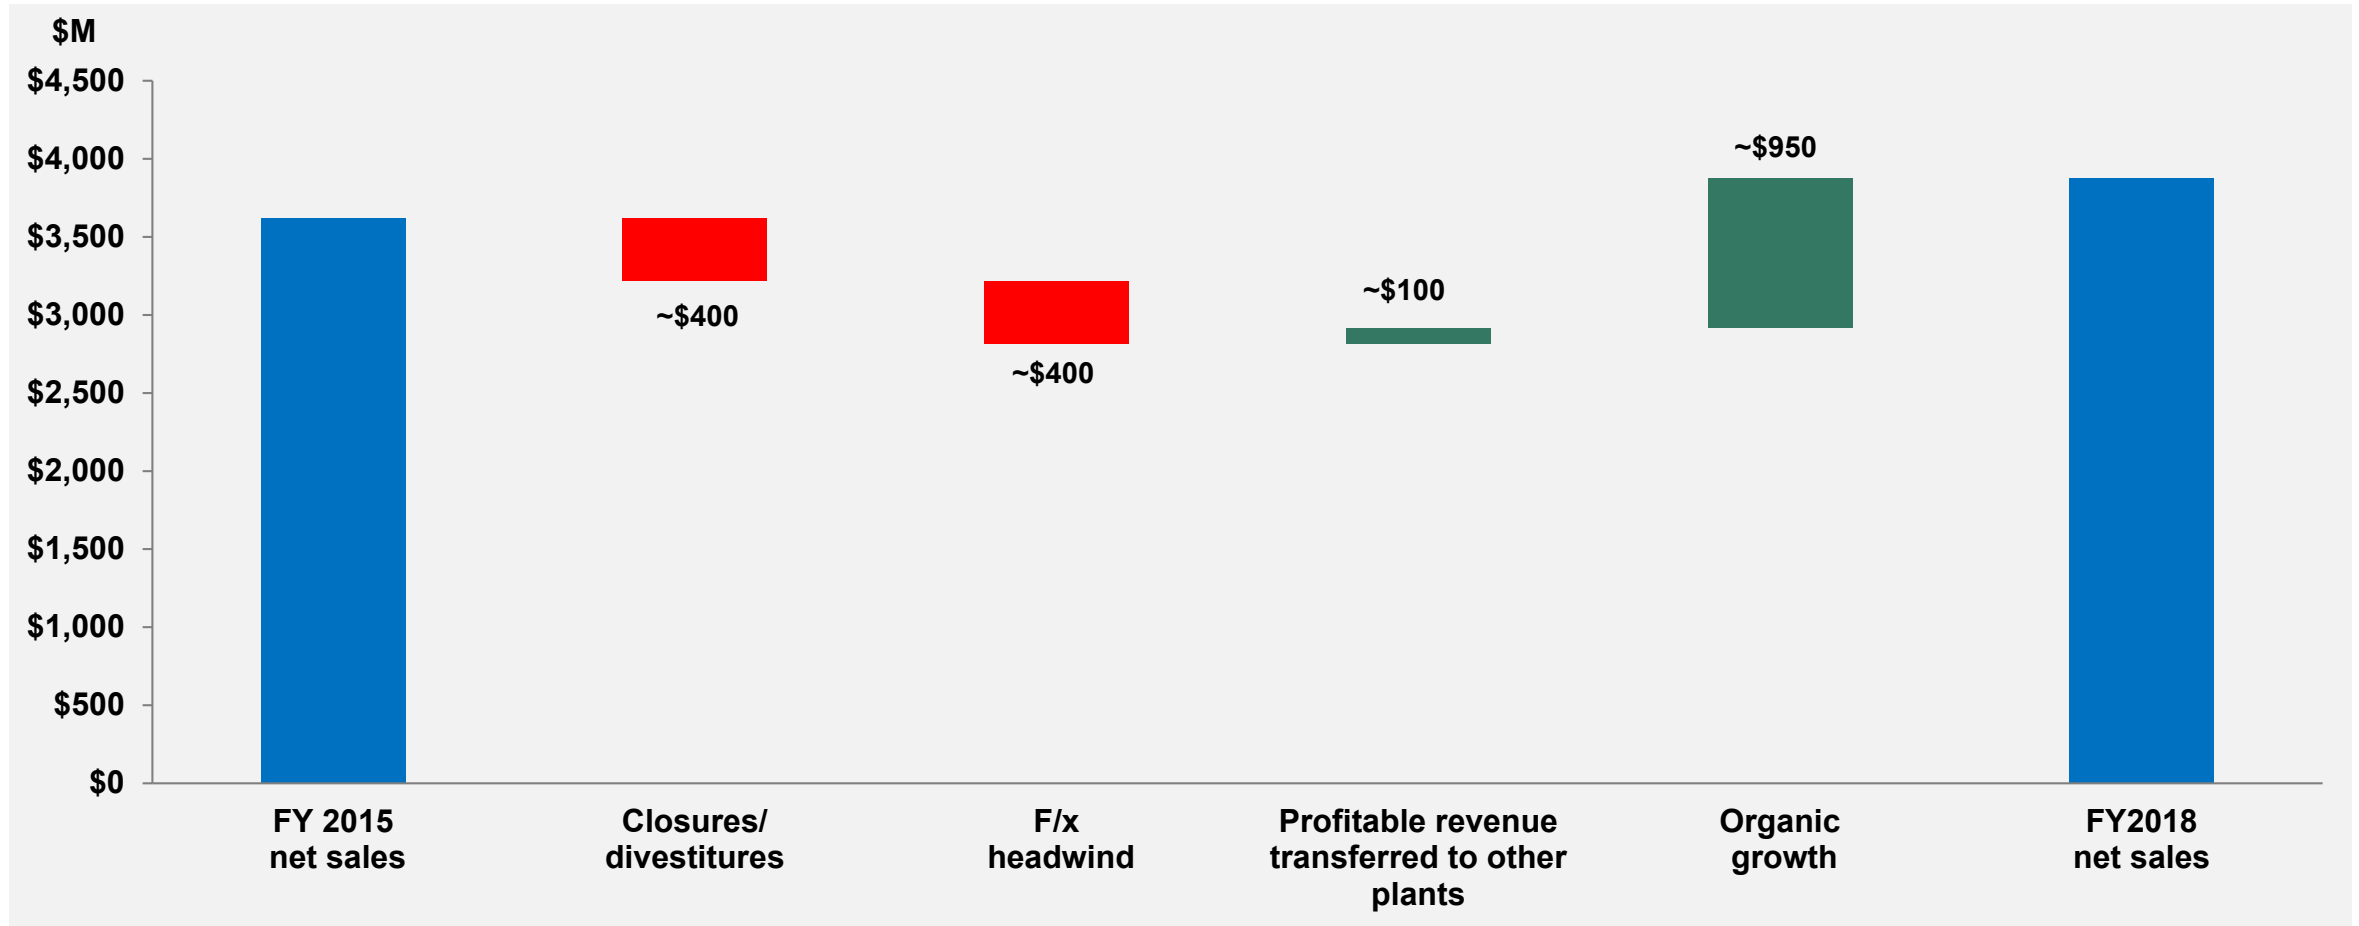 $M
$4,500
$4,000
$3,500
$3,000
$2,500
$2,000
$1,500
$1,000
$500
$0
~$400
~$400
~$100
~$950
FY 2015
net sales
Closures/
divestitures
F/x
headwind
Profitable revenue
transferred to other
plants
Organic
growth
FY2018
net sales